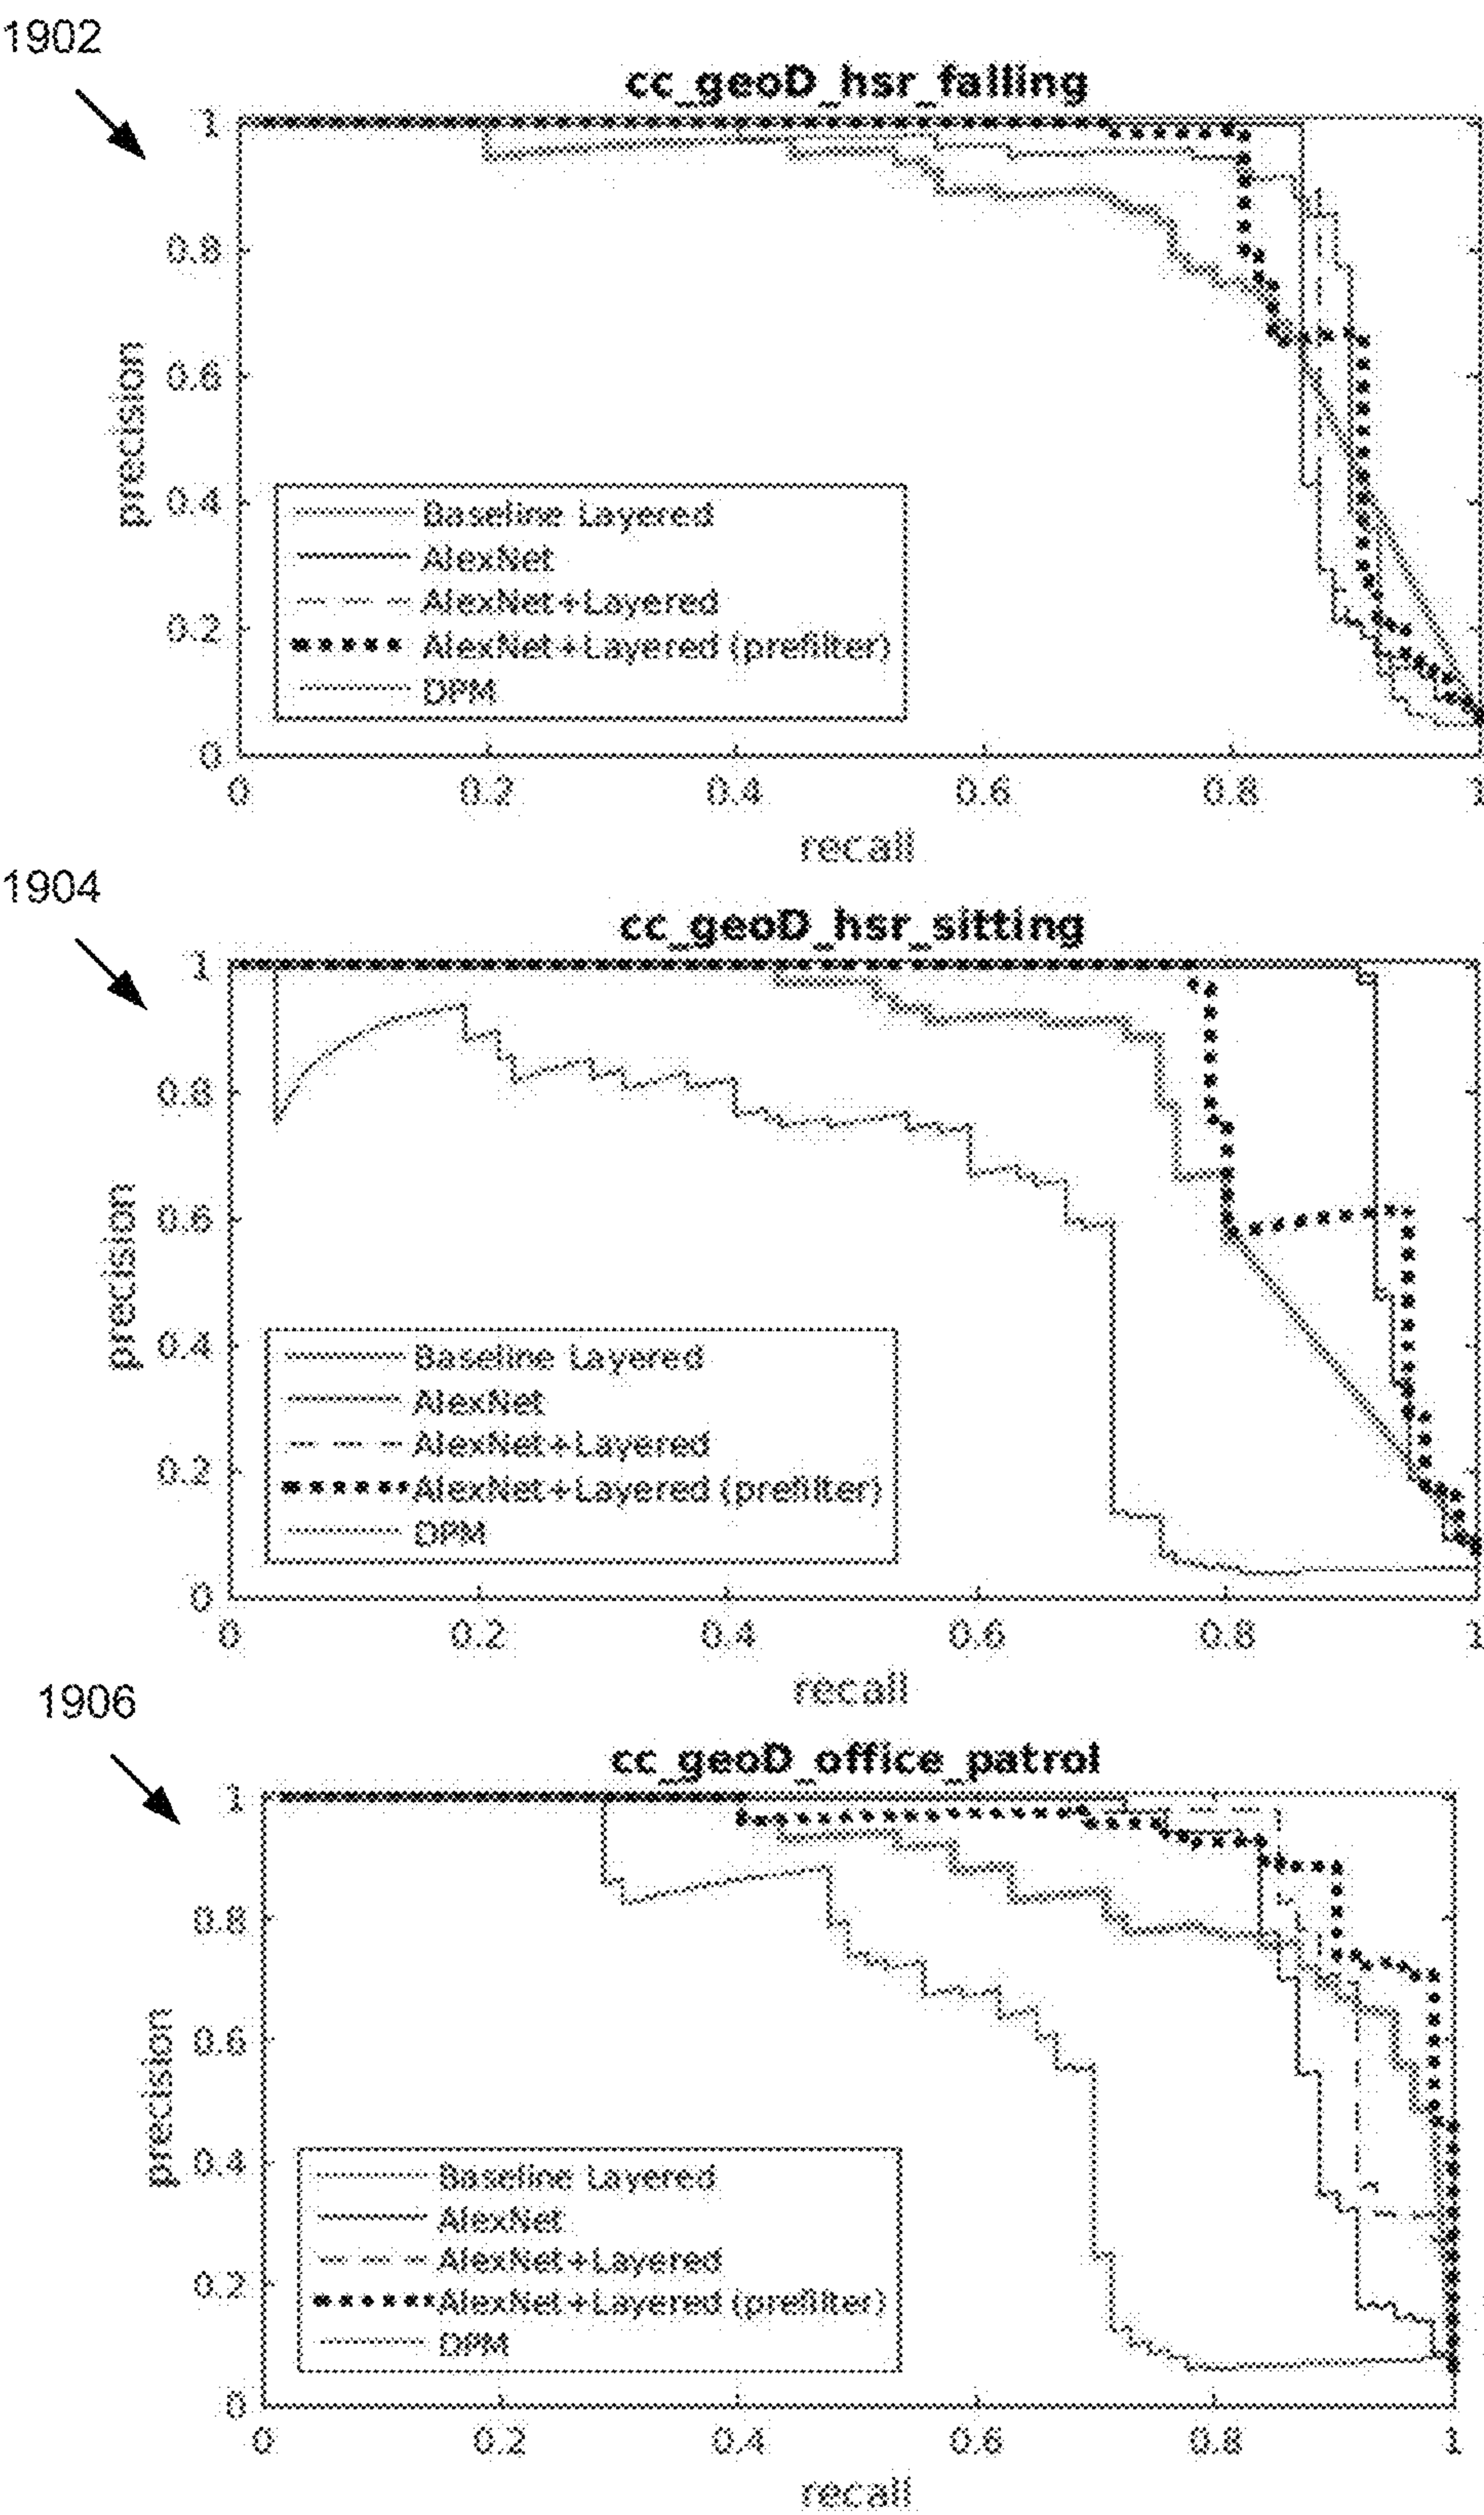 1902
cc_geoD_hsr_falling
1
0.8
0.6
0.4
0.2
0
precision
Baseline Layered
AlexNet
AlexNet+Layered
AlexNet+Layered (prefilter)
DPM
0 0.2 0.4 0.6 0.8 1
recall
1904
cc_geoD_hsr_sitting
1
0.8
0.6
0.4
0.2
0
precision
Baseline Layered
AlexNet
AlexNet+Layered
AlexNet+Layered (prefilter)
DPM
0 0.2 0.4 0.6 0.8 1
recall
1906
cc_geoD_office_patrol
1
0.8
0.6
0.4
0.2
0
precision
Baseline Layered
AlexNet
AlexNet+Layered
AlexNet+Layered (prefilter)
DPM
0 0.2 0.4 0.6 0.8 1
recall